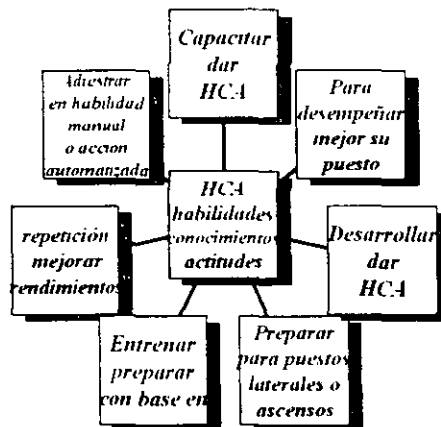 Capacitar
dar
HCA
Para
desempeñar
mejor su
puesto
Desarrollar
dar
HCA
Preparar
para puestos
laterales o
ascensos
Entrenar
preparar
con base en
repetición
mejorar
rendimientos
Adiestrar
en habilidad
manual
o accion
automatizada
HCA
habilidades
conocimientos
actitudes